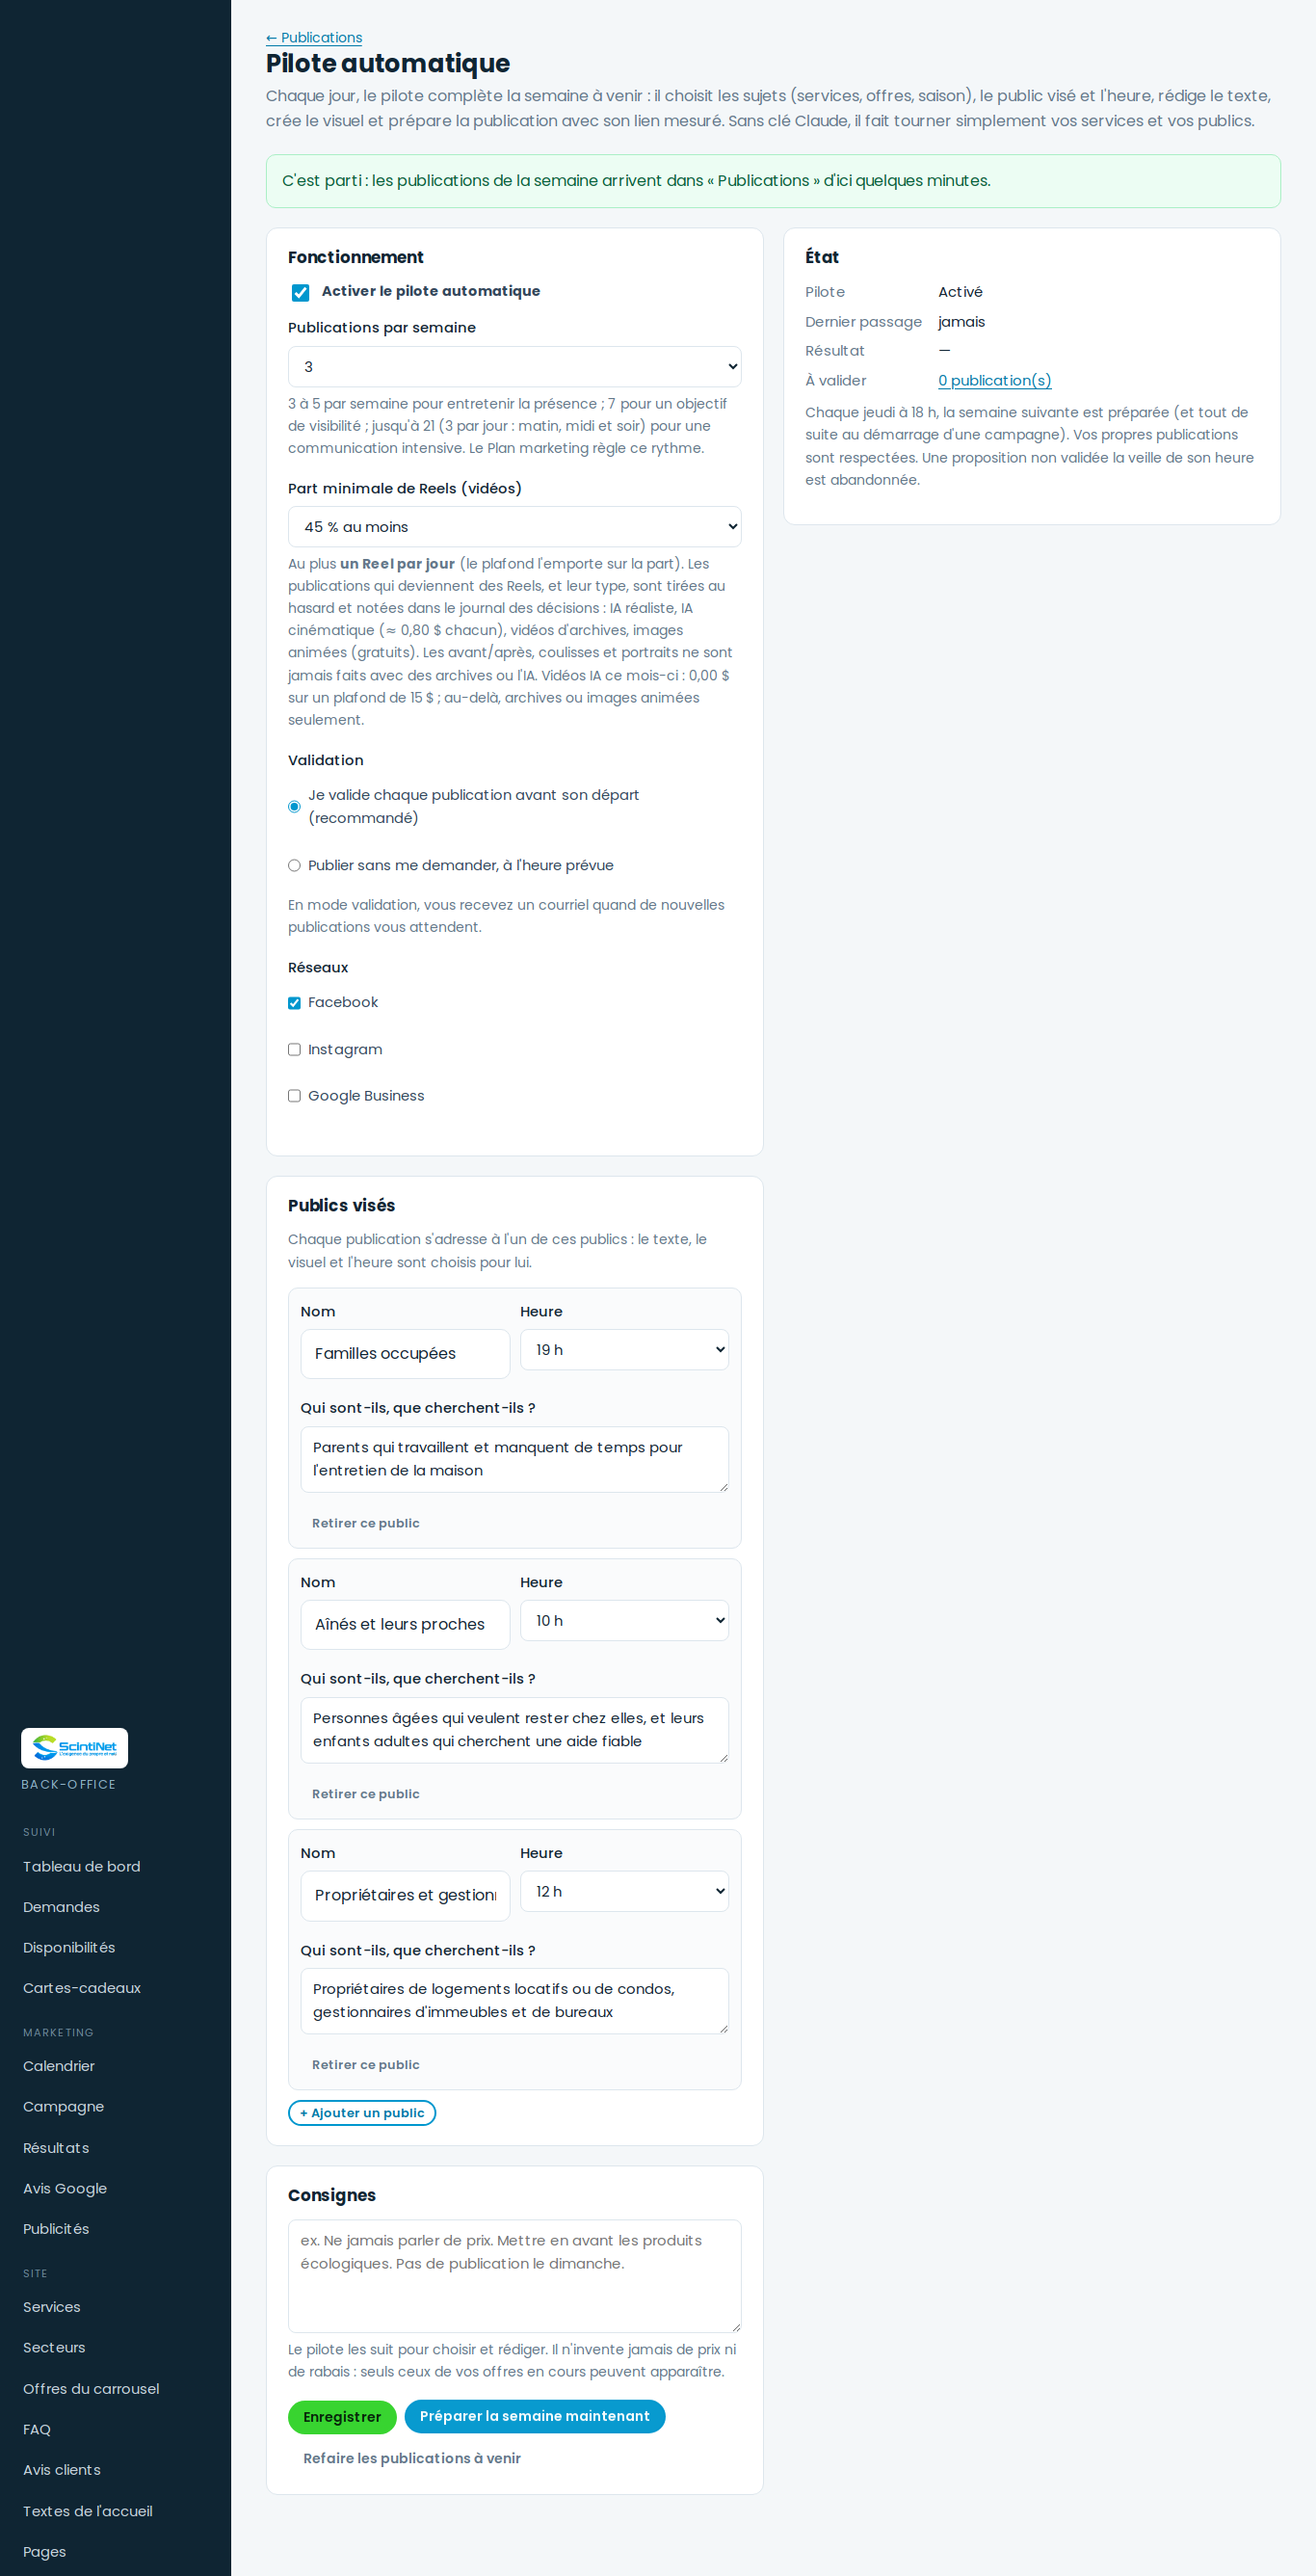 ← Publications
Pilote automatique
Chaque jour, le pilote complète la semaine à venir : il choisit les sujets (services, offres, saison), le public visé et l'heure, rédige le texte,
crée le visuel et prépare la publication avec son lien mesuré. Sans clé Claude, il fait tourner simplement vos services et vos publics.
C'est parti : les publications de la semaine arrivent dans « Publications » d'ici quelques minutes.
Fonctionnement
Activer le pilote automatique
Publications par semaine
3
3 à 5 par semaine pour entretenir la présence ; 7 pour un objectif
de visibilité ; jusqu'à 21 (3 par jour : matin, midi et soir) pour une
communication intensive. Le Plan marketing règle ce rythme.
Part minimale de Reels (vidéos)
45 % au moins
Au plus un Reel par jour (le plafond l'emporte sur la part). Les
publications qui deviennent des Reels, et leur type, sont tirées au
hasard et notées dans le journal des décisions : IA réaliste, IA
cinématique (≈ 0,80 $ chacun), vidéos d'archives, images
animées (gratuits). Les avant/après, coulisses et portraits ne sont
jamais faits avec des archives ou l'IA. Vidéos IA ce mois-ci : 0,00 $
sur un plafond de 15 $ ; au-delà, archives ou images animées
seulement.
Validation
Je valide chaque publication avant son départ
(recommandé)
Publier sans me demander, à l'heure prévue
En mode validation, vous recevez un courriel quand de nouvelles
publications vous attendent.
Réseaux
Facebook
Instagram
Google Business
État
Pilote Activé
Dernier passage jamais
Résultat —
À valider 0 publication(s)
Chaque jeudi à 18 h, la semaine suivante est préparée (et tout de
suite au démarrage d'une campagne). Vos propres publications
sont respectées. Une proposition non validée la veille de son heure
est abandonnée.
Publics visés
Chaque publication s'adresse à l'un de ces publics : le texte, le
visuel et l'heure sont choisis pour lui.
Nom Heure
Familles occupées 19 h
Qui sont-ils, que cherchent-ils ?
Parents qui travaillent et manquent de temps pour
l'entretien de la maison
Retirer ce public
Nom Heure
Aînés et leurs proches 10 h
Qui sont-ils, que cherchent-ils ?
Personnes âgées qui veulent rester chez elles, et leurs
enfants adultes qui cherchent une aide fiable
Retirer ce public
Nom Heure
Propriétaires et gestion 12 h
Qui sont-ils, que cherchent-ils ?
Propriétaires de logements locatifs ou de condos,
gestionnaires d'immeubles et de bureaux
Retirer ce public
+ Ajouter un public
Consignes
ex. Ne jamais parler de prix. Mettre en avant les produits
écologiques. Pas de publication le dimanche.
Le pilote les suit pour choisir et rédiger. Il n'invente jamais de prix ni
de rabais : seuls ceux de vos offres en cours peuvent apparaître.
Enregistrer Préparer la semaine maintenant
Refaire les publications à venir
ScintiNet
BACK-OFFICE
SUIVI
Tableau de bord
Demandes
Disponibilités
Cartes-cadeaux
MARKETING
Calendrier
Campagne
Résultats
Avis Google
Publicités
SITE
Services
Secteurs
Offres du carrousel
FAQ
Avis clients
Textes de l'accueil
Pages